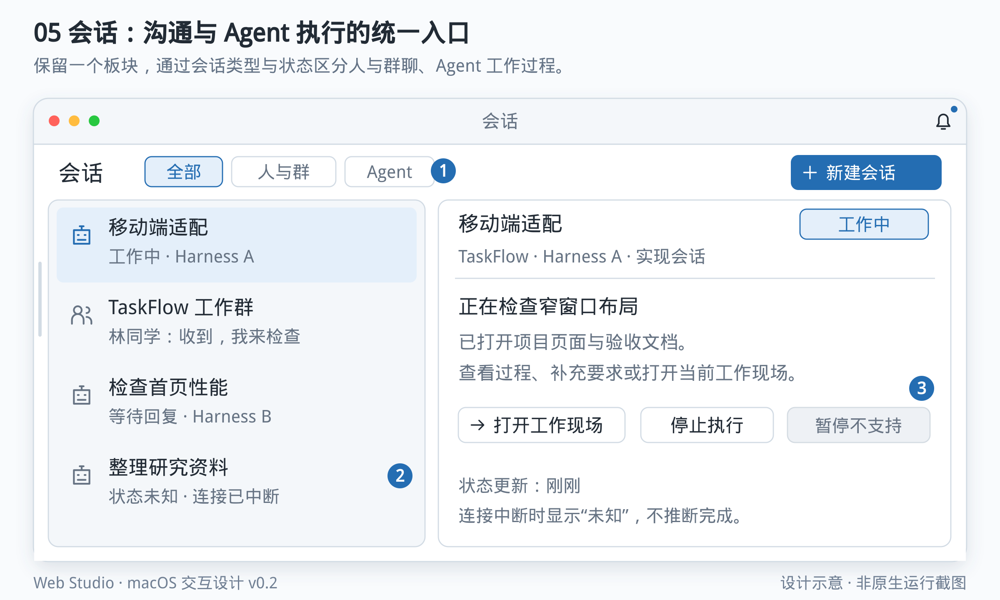 05 会话：沟通与 Agent 执行的统一入口
保留一个板块，通过会话类型与状态区分人与群聊、Agent 工作过程。
会话
会话
全部
人与群
Agent
1
新建会话
移动端适配
工作中 · Harness A
TaskFlow 工作群
林同学：收到，我来检查
检查首页性能
等待回复 · Harness B
整理研究资料
2
状态未知 · 连接已中断
移动端适配
工作中
TaskFlow · Harness A · 实现会话
正在检查窄窗口布局
已打开项目页面与验收文档。
查看过程、补充要求或打开当前工作现场。
3
→ 打开工作现场
停止执行
暂停不支持
状态更新：刚刚
连接中断时显示“未知”，不推断完成。
Web Studio · macOS 交互设计 v0.2
设计示意 · 非原生运行截图